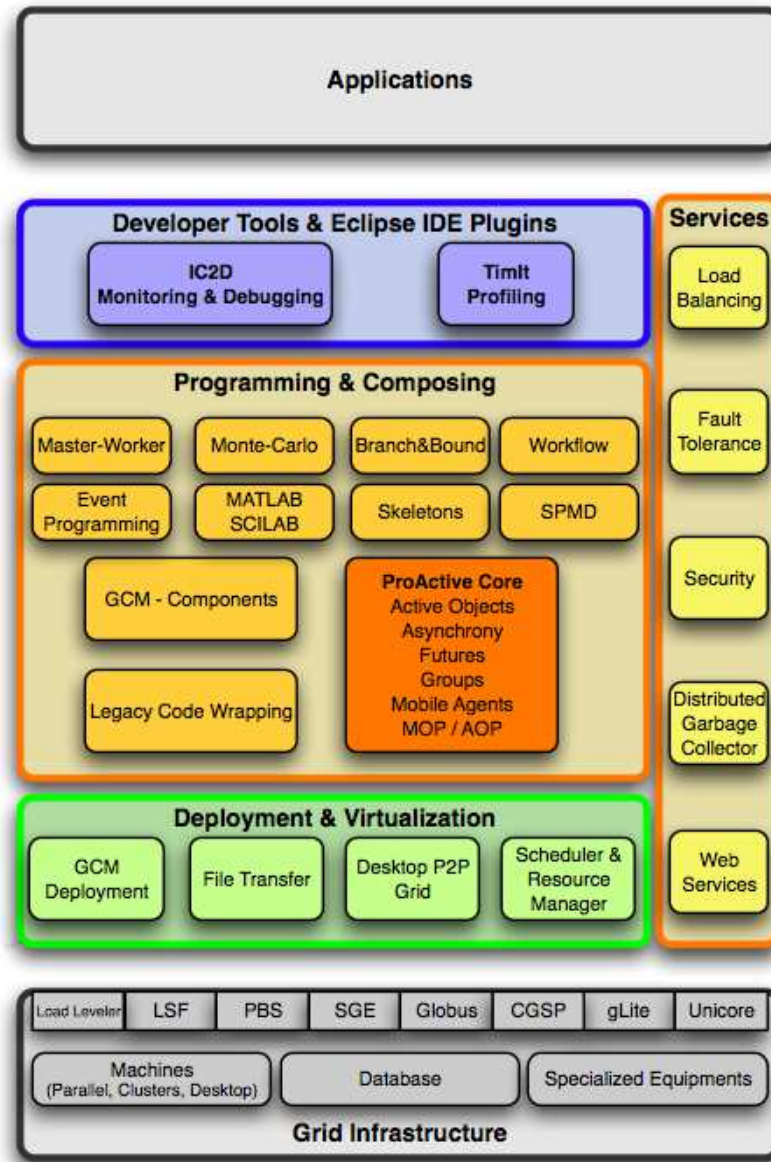 Applications
Developer Tools & Eclipse IDE Plugins
IC2D
Monitoring & Debugging
TimIt
Profiling
Services
Load
Balancing
Fault
Tolerance
Security
Distributed
Garbage
Collector
Web
Services
Programming & Composing
Master-Worker
Monte-Carlo
Branch&Bound
Workflow
Event
Programming
MATLAB
SCILAB
Skeletons
SPMD
GCM - Components
Legacy Code Wrapping
ProActive Core
Active Objects
Asynchrony
Futures
Groups
Mobile Agents
MOP / AOP
Deployment & Virtualization
GCM
Deployment
File Transfer
Desktop P2P
Grid
Scheduler &
Resource
Manager
Load Leveler
LSF
PBS
SGE
Globus
CGSP
gLite
Unicore
Machines
(Parallel, Clusters, Desktop)
Database
Specialized Equipments
Grid Infrastructure